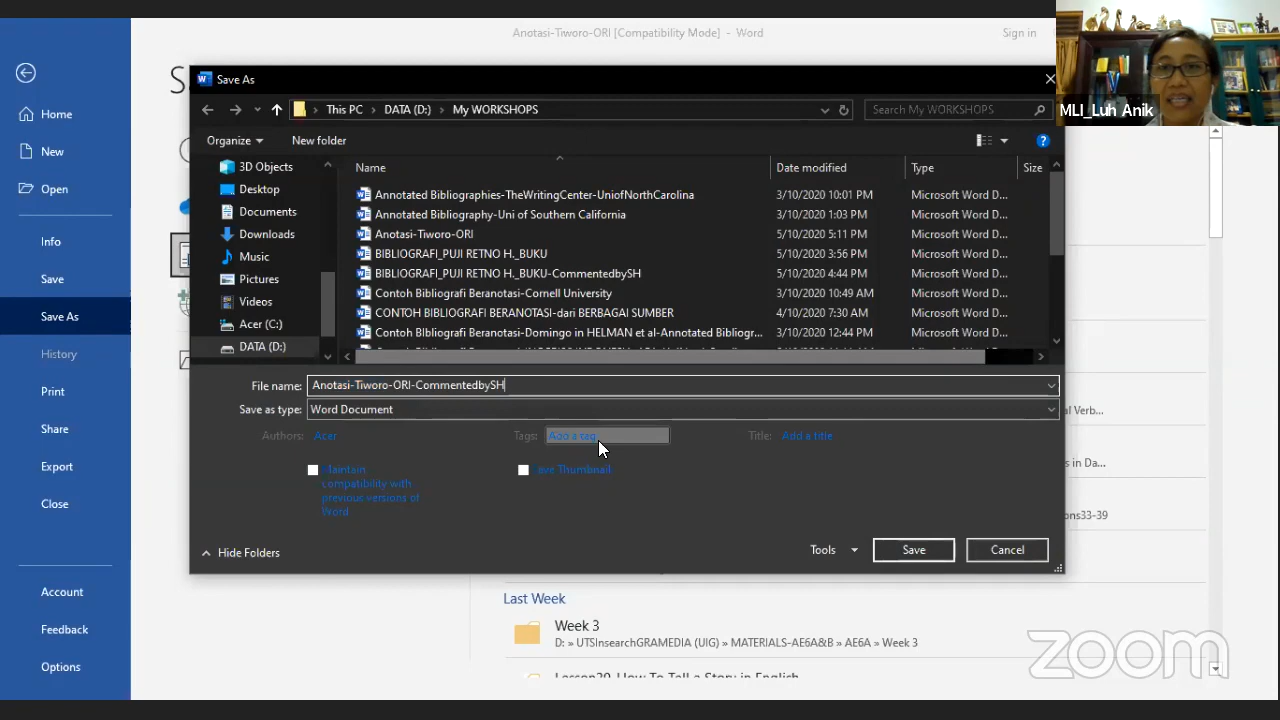 Anotasi-Tiworo-ORI [Compatibility Mode] - Word
Sign in
MLI_Luh Anik
Home
New
Open
Info
Save
Save As
History
Print
Share
Export
Close
Account
Feedback
Options
Save As
This PC > DATA (D:) > My WORKSHOPS
Search My WORKSHOPS
Organize
New folder
3D Objects
Desktop
Documents
Downloads
Music
Pictures
Videos
Acer (C:)
DATA (D:)
Name Date modified Type Size
Annotated Bibliographies-TheWritingCenter-UniofNorthCarolina 3/10/2020 10:01 PM Microsoft Word D...
Annotated Bibliography-Uni of Southern California 3/10/2020 1:03 PM Microsoft Word D...
Anotasi-Tiworo-ORI 5/10/2020 5:11 PM Microsoft Word D...
BIBLIOGRAFI_PUJI RETNO H._BUKU 5/10/2020 3:56 PM Microsoft Word D...
BIBLIOGRAFI_PUJI RETNO H._BUKU-CommentedbySH 5/10/2020 4:44 PM Microsoft Word D...
Contoh Bibliografi Beranotasi-Cornell University 3/10/2020 10:49 AM Microsoft Word D...
CONTOH BIBLIOGRAFI BERANOTASI-dari BERBAGAI SUMBER 4/10/2020 7:30 AM Microsoft Word D...
Contoh BIbliografi Beranotasi-Domingo in HELMAN et al-Annotated Bibliogr... 3/10/2020 12:44 PM Microsoft Word D...
File name: Anotasi-Tiworo-ORI-CommentedbySH
Save as type: Word Document
Authors: Acer
Tags: Add a tag
Title: Add a title
Maintain
compatibility with
previous versions of
Word
Thumbnail
Hide Folders
Tools
Save
Cancel
al Verb...
s in Da...
ons33-39
Last Week
Week 3
D: » UTSInsearchGRAMEDIA (UIG) » MATERIALS-AE6A&B » AE6A » Week 3
Lesson29-How To Tell a Story in English
zoom